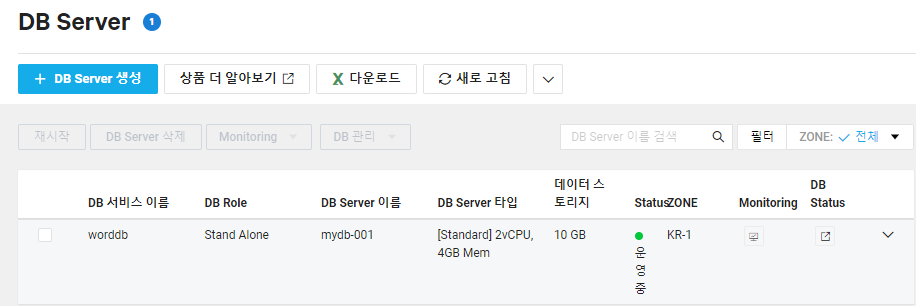 DB Server 1
+ DB Server 생성 상품 더 알아보기 다운로드 새로 고침
재시작 DB Server 삭제 Monitoring DB 관리 DB Server 이름 검색 필터 ZONE: 전체
DB 서비스 이름 DB Role DB Server 이름 DB Server 타입 데이터 스 Status ZONE Monitoring DB
토리지 Status
worddb Stand Alone mydb-001 [Standard] 2vCPU, 10 GB KR-1
4GB Mem 운
영
중